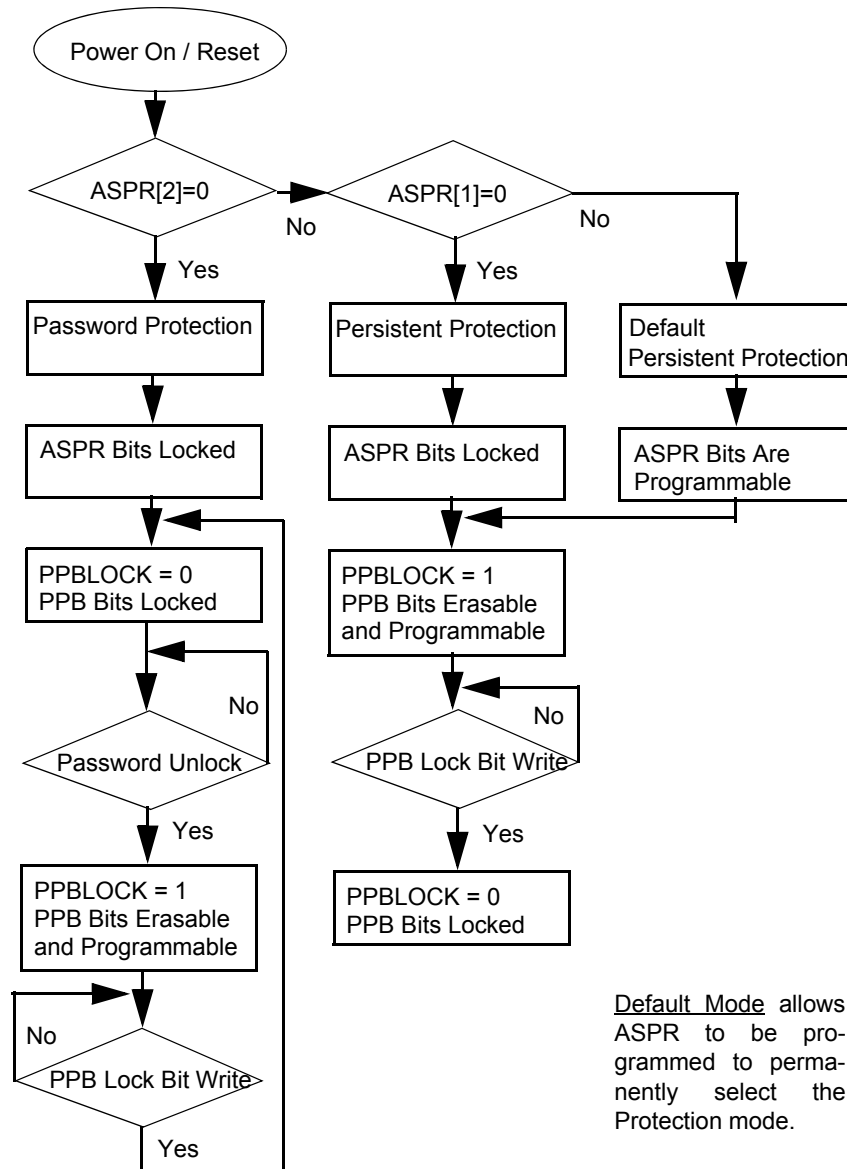 Power On / Reset
ASPR[2]=0
No
Yes
ASPR[1]=0
No
Yes
Password Protection
Persistent Protection
Default
Persistent Protection
ASPR Bits Locked
ASPR Bits Locked
ASPR Bits Are
Programmable
PPBLOCK = 0
PPB Bits Locked
PPBLOCK = 1
PPB Bits Erasable
and Programmable
No
Password Unlock
Yes
No
PPB Lock Bit Write
Yes
PPBLOCK = 1
PPB Bits Erasable
and Programmable
PPBLOCK = 0
PPB Bits Locked
No
PPB Lock Bit Write
Yes
Default Mode allows
ASPR to be pro-
grammed to perma-
nently select the
Protection mode.